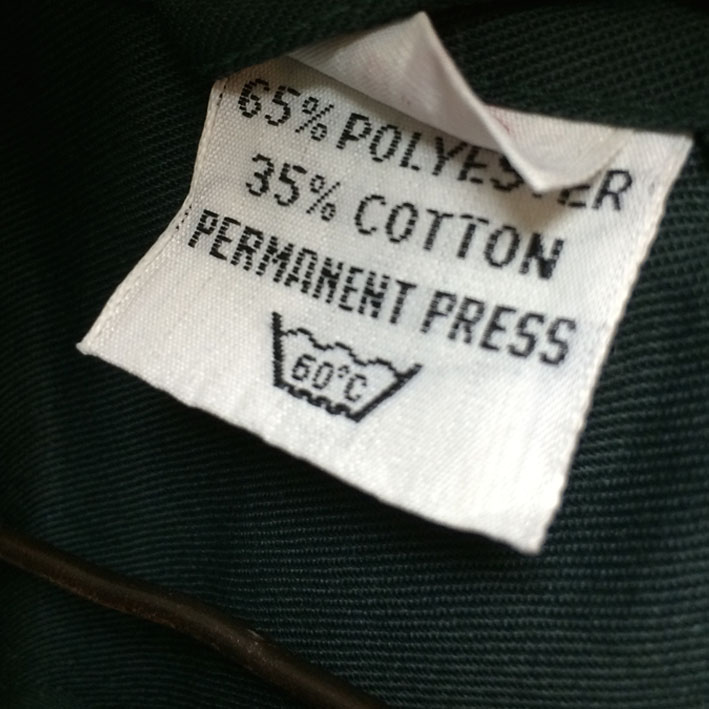 65% POLYESTER
35% COTTON
PERMANENT PRESS
60°C